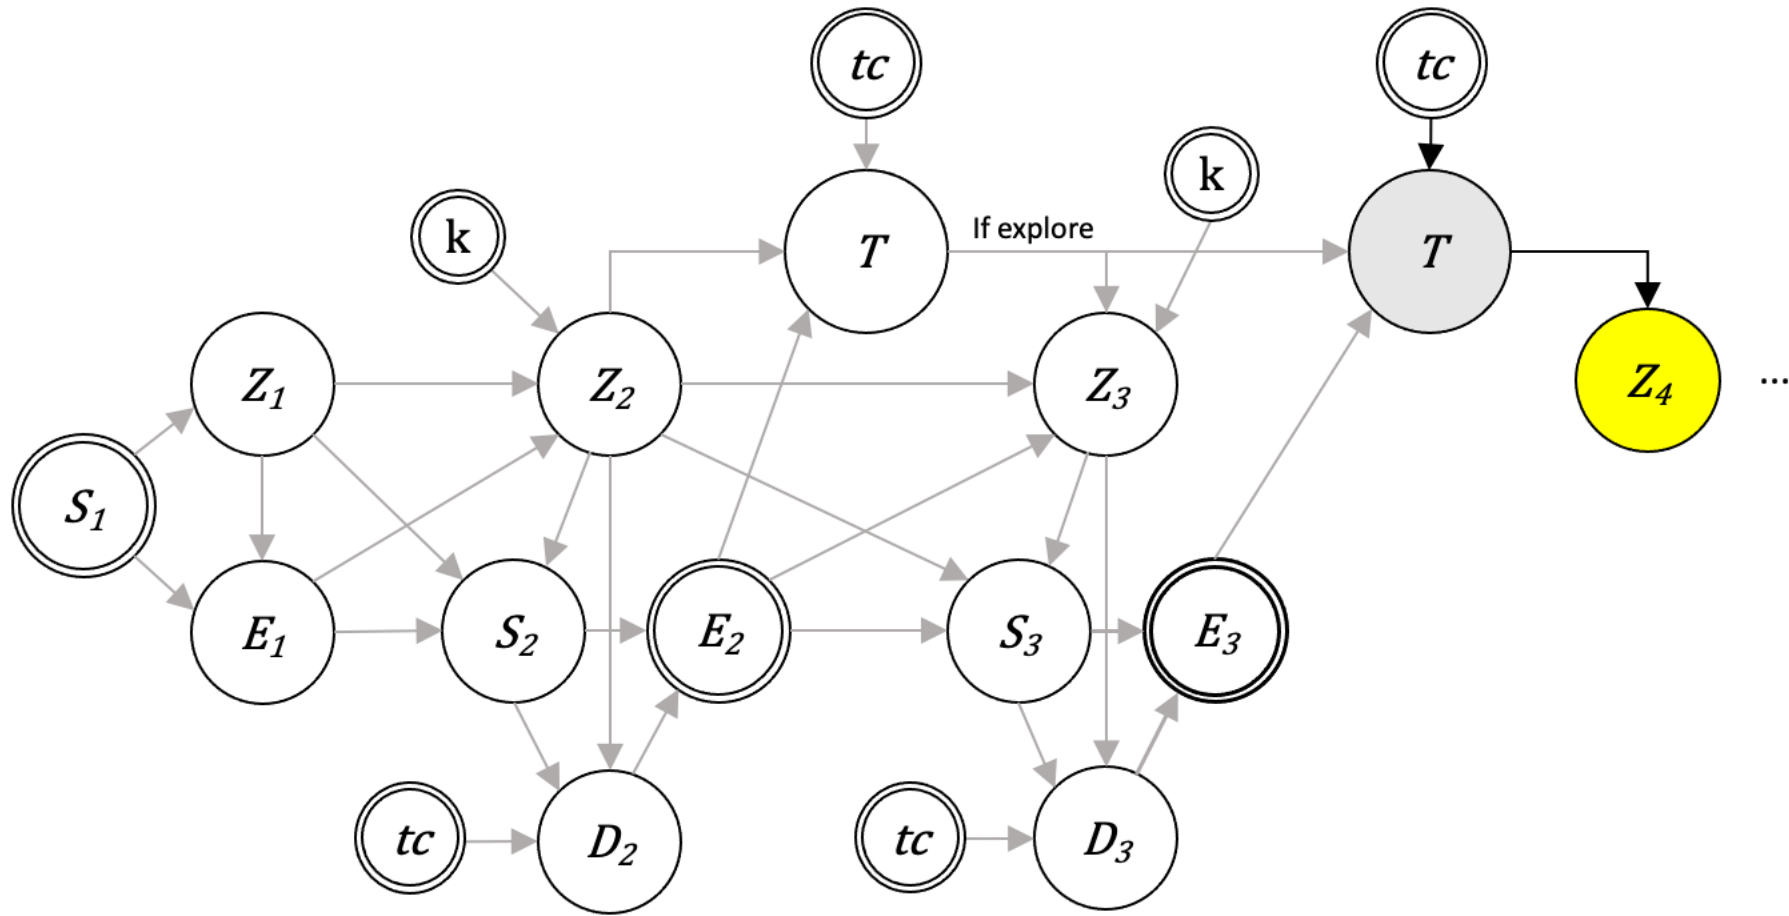 tc
tc
k
k
T
If explore
T
Z1
Z2
Z3
Z4
...
S1
E1
S2
E2
S3
E3
tc
D2
tc
D3